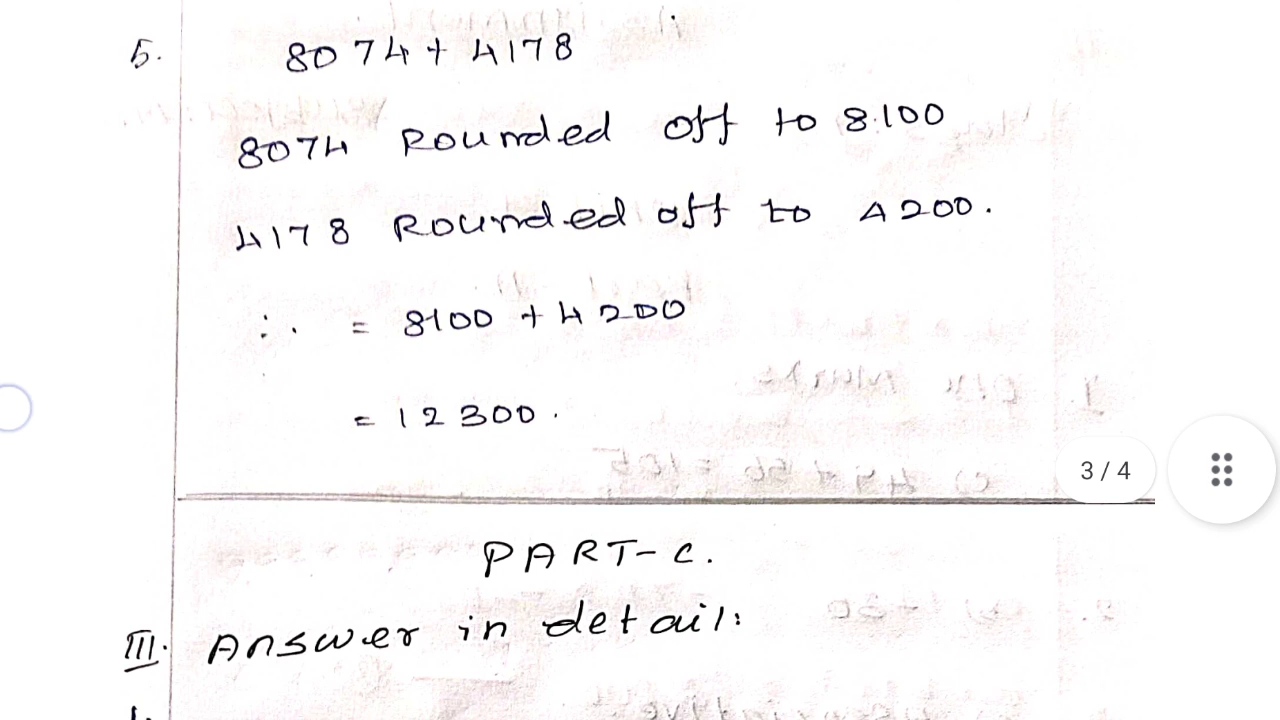 5. 8074 + 4178
8074 Rounded off to 8100
4178 Rounded off to 4200.
∴ = 8100 + 4200
= 12300.
3 / 4
PART-C.
III. Answer in detail: